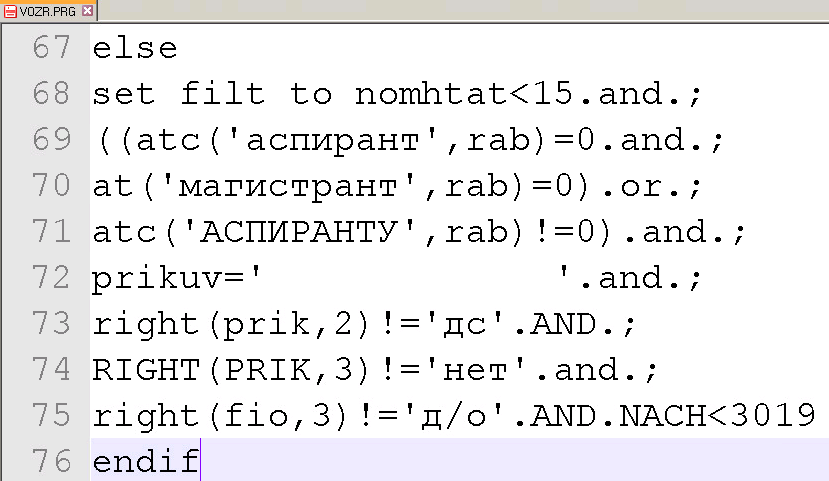 VOZR.PRG
67 else
68 set filt to nomhtat<15.and.;
69 ((atc('аспирант',rab)=0.and.;
70 at('магистрант',rab)=0).or.;
71 atc('АСПИРАНТУ',rab)!=0).and.;
72 prikuv='             '.and.;
73 right(prik,2)!='дс'.AND.;
74 RIGHT(PRIK,3)!='нет'.and.;
75 right(fio,3)!='д/о'.AND.NACH<3019
76 endif